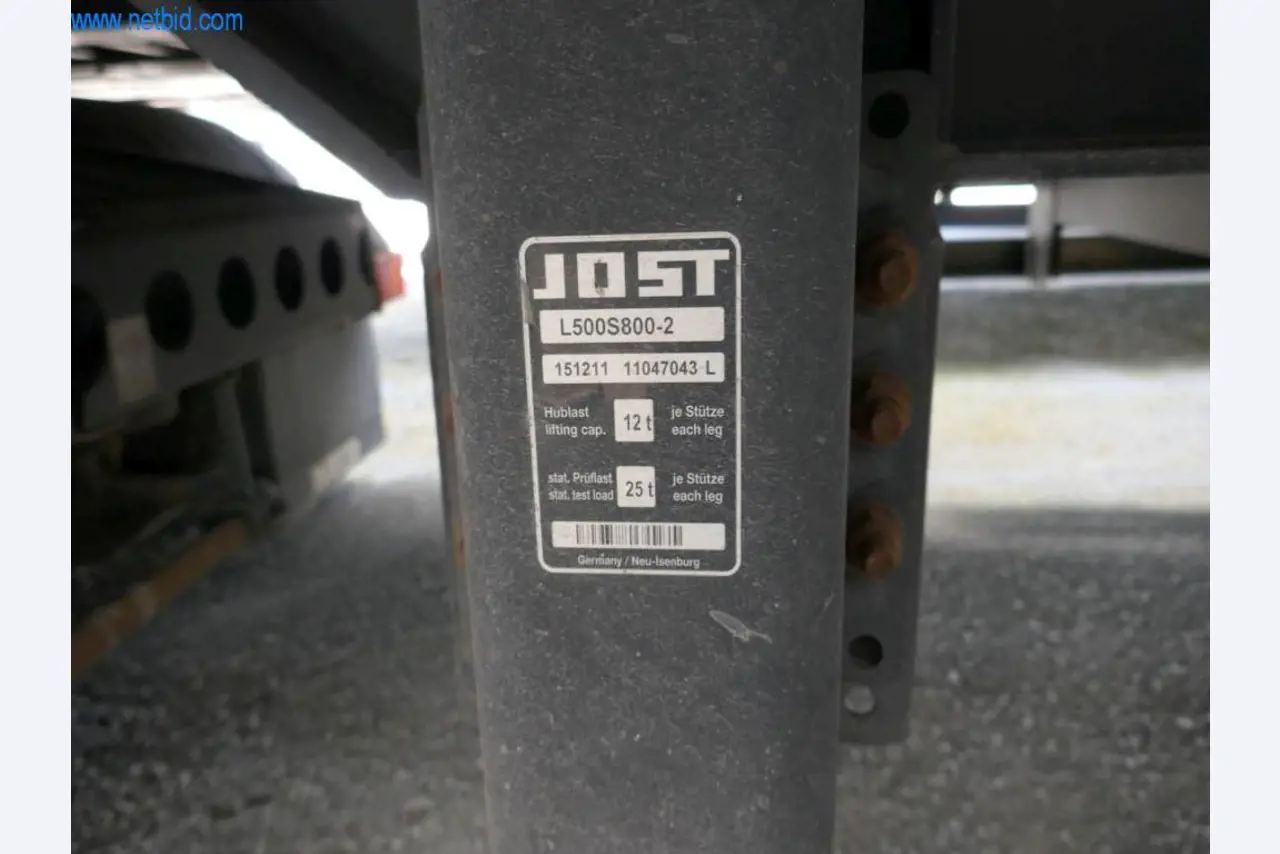 www.netbid.com
JOST
L500S800-2
151211 11047043 L
Hublast 12 t je Stütze
lifting cap. each leg
stat. Prüflast 25 t je Stütze
stat. test load each leg
Germany / Neu-Isenburg